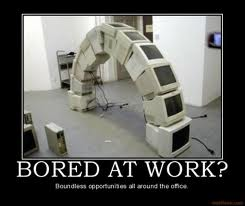 BORED AT WORK?
Boundless opportunities all around the office.